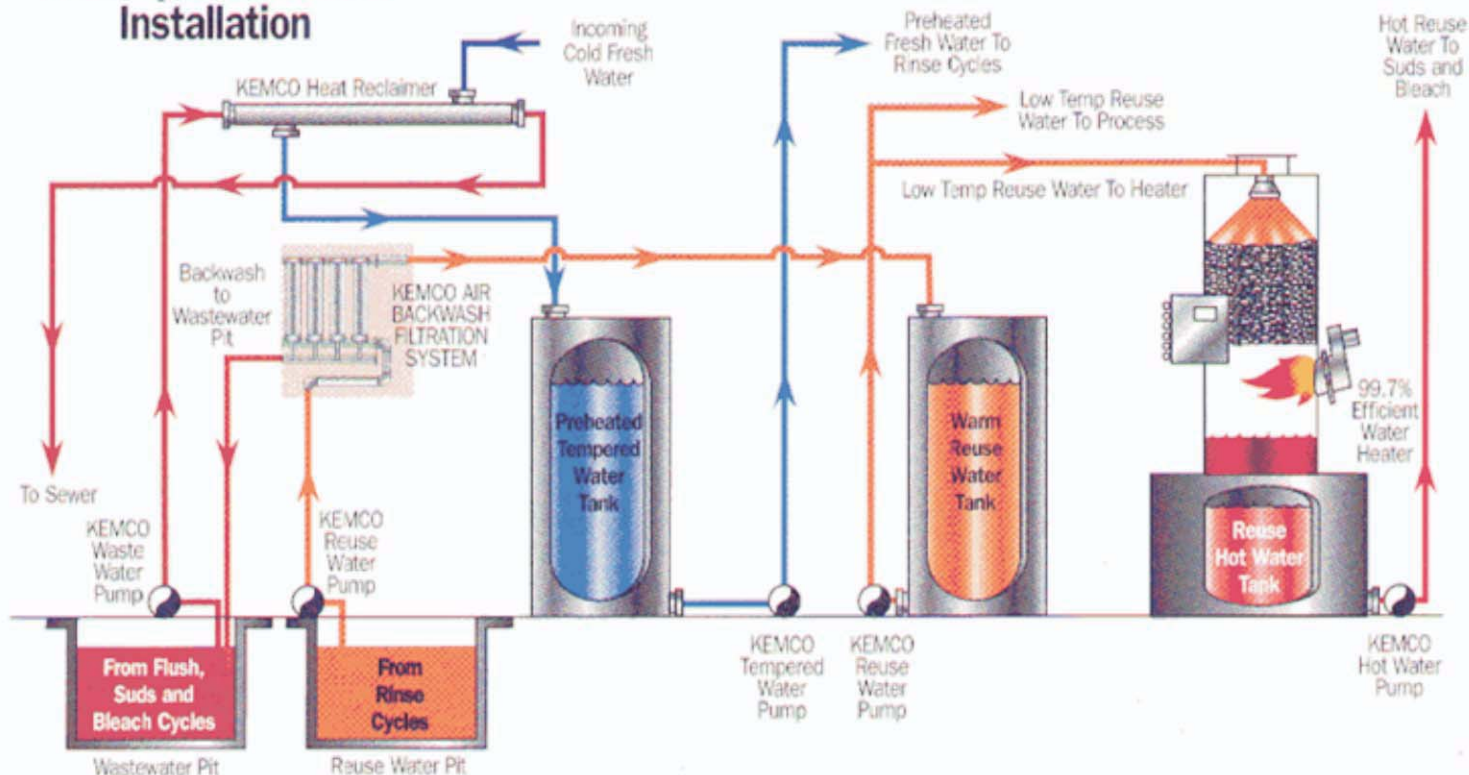 Installation
Incoming
Cold Fresh
Water
KEMCO Heat Reclaimer
Preheated
Fresh Water To
Rinse Cycles
Low Temp Reuse
Water To Process
Hot Reuse
Water To
Suds and
Bleach
Low Temp Reuse Water To Heater
Backwash
to
Wastewater
Pit
KEMCO AIR
BACKWASH
FILTRATION
SYSTEM
99.7%
Efficient
Water
Heater
Preheated
Tempered
Water
Tank
Warm
Reuse
Water
Tank
Reuse
Hot Water
Tank
To Sewer
KEMCO
Waste
Water
Pump
KEMCO
Reuse
Water
Pump
From Flush,
Suds and
Bleach Cycles
Wastewater Pit
From
Rinse
Cycles
Reuse Water Pit
KEMCO
Tempered
Water
Pump
KEMCO
Reuse
Water
Pump
KEMCO
Hot Water
Pump